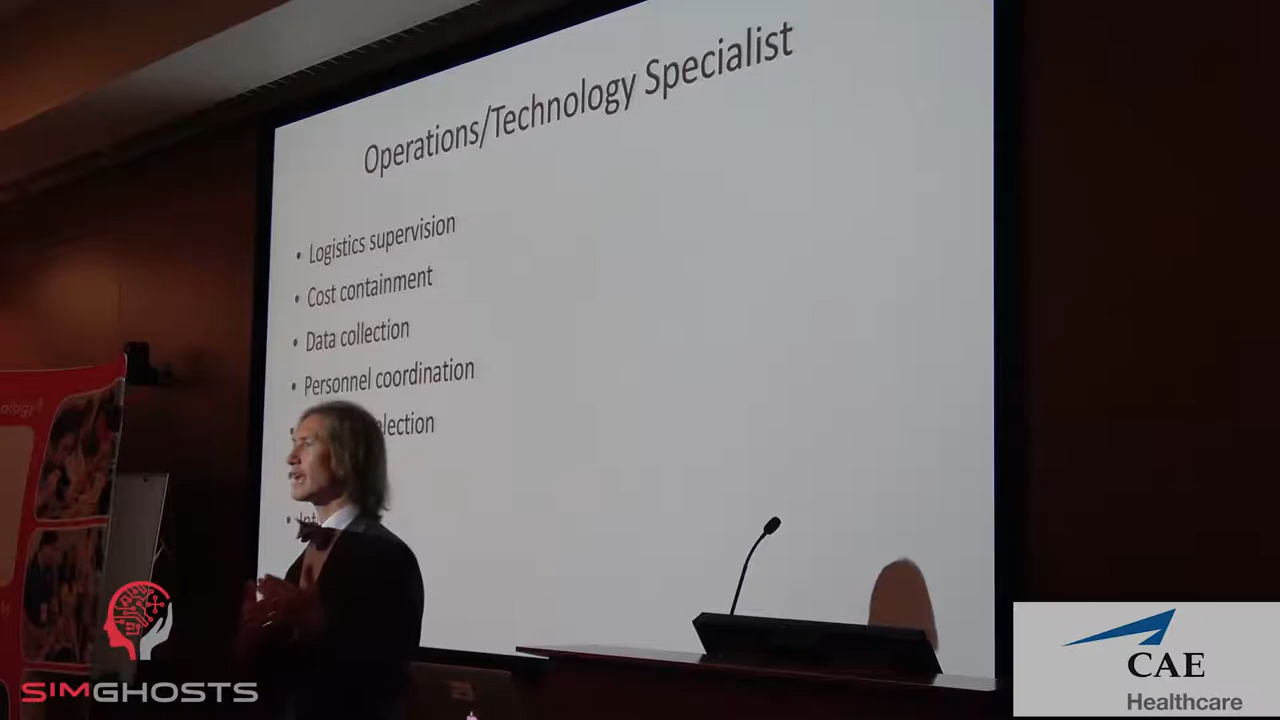 Operations/Technology Specialist
• Logistics supervision
• Cost containment
• Data collection
• Personnel coordination
SIMGHOSTS
CAE
Healthcare